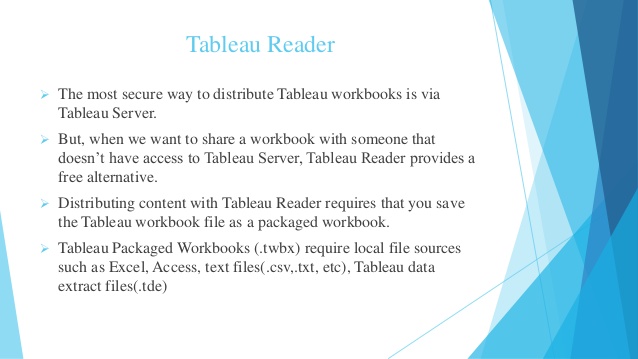 Tableau Reader
The most secure way to distribute Tableau workbooks is via
Tableau Server.
But, when we want to share a workbook with someone that
doesn’t have access to Tableau Server, Tableau Reader provides a
free alternative.
Distributing content with Tableau Reader requires that you save
the Tableau workbook file as a packaged workbook.
Tableau Packaged Workbooks (.twbx) require local file sources
such as Excel, Access, text files(.csv,.txt, etc), Tableau data
extract files(.tde)